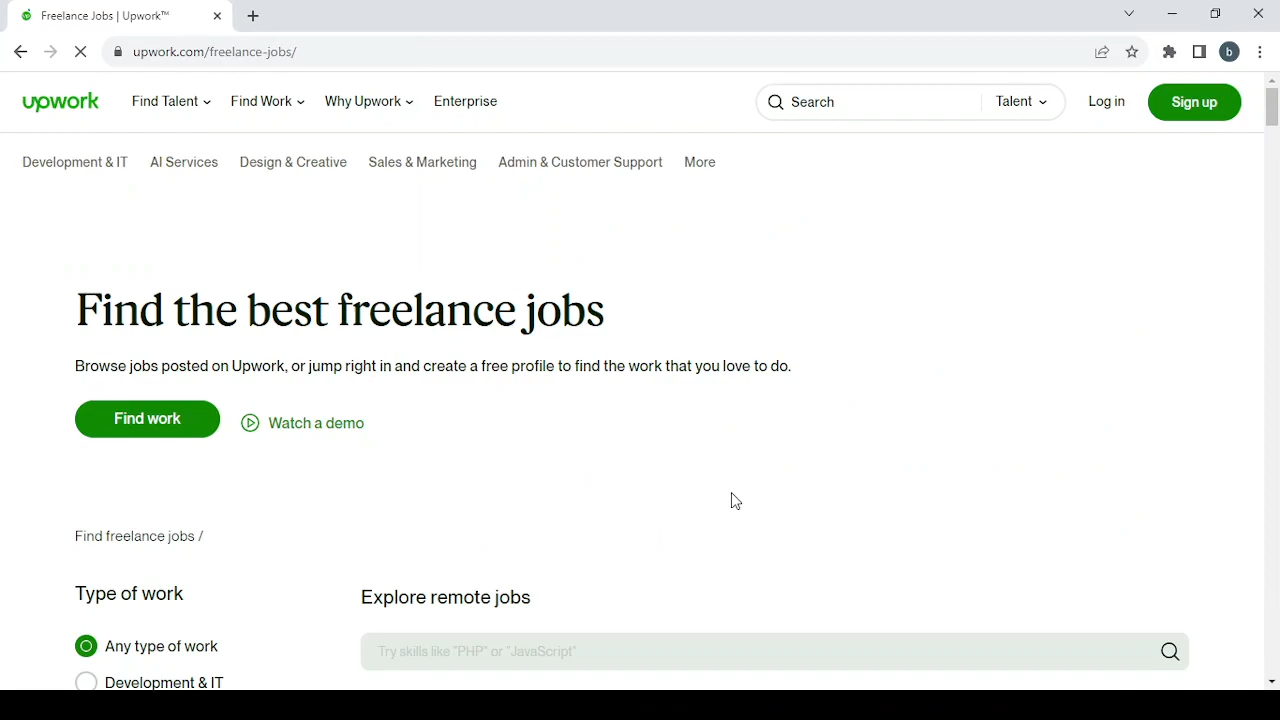 Freelance Jobs | Upwork™
upwork.com/freelance-jobs/
b
upwork
Find Talent
Find Work
Why Upwork
Enterprise
Search
Talent
Log in
Sign up
Development & IT
AI Services
Design & Creative
Sales & Marketing
Admin & Customer Support
More
Find the best freelance jobs
Browse jobs posted on Upwork, or jump right in and create a free profile to find the work that you love to do.
Find work
Watch a demo
Find freelance jobs /
Type of work
Explore remote jobs
Any type of work
Try skills like "PHP" or "JavaScript"
Development & IT